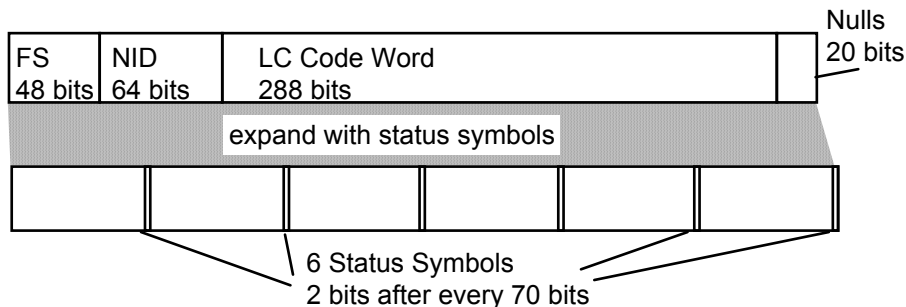 Nulls
20 bits
FS
48 bits
NID
64 bits
LC Code Word
288 bits
expand with status symbols
6 Status Symbols
2 bits after every 70 bits